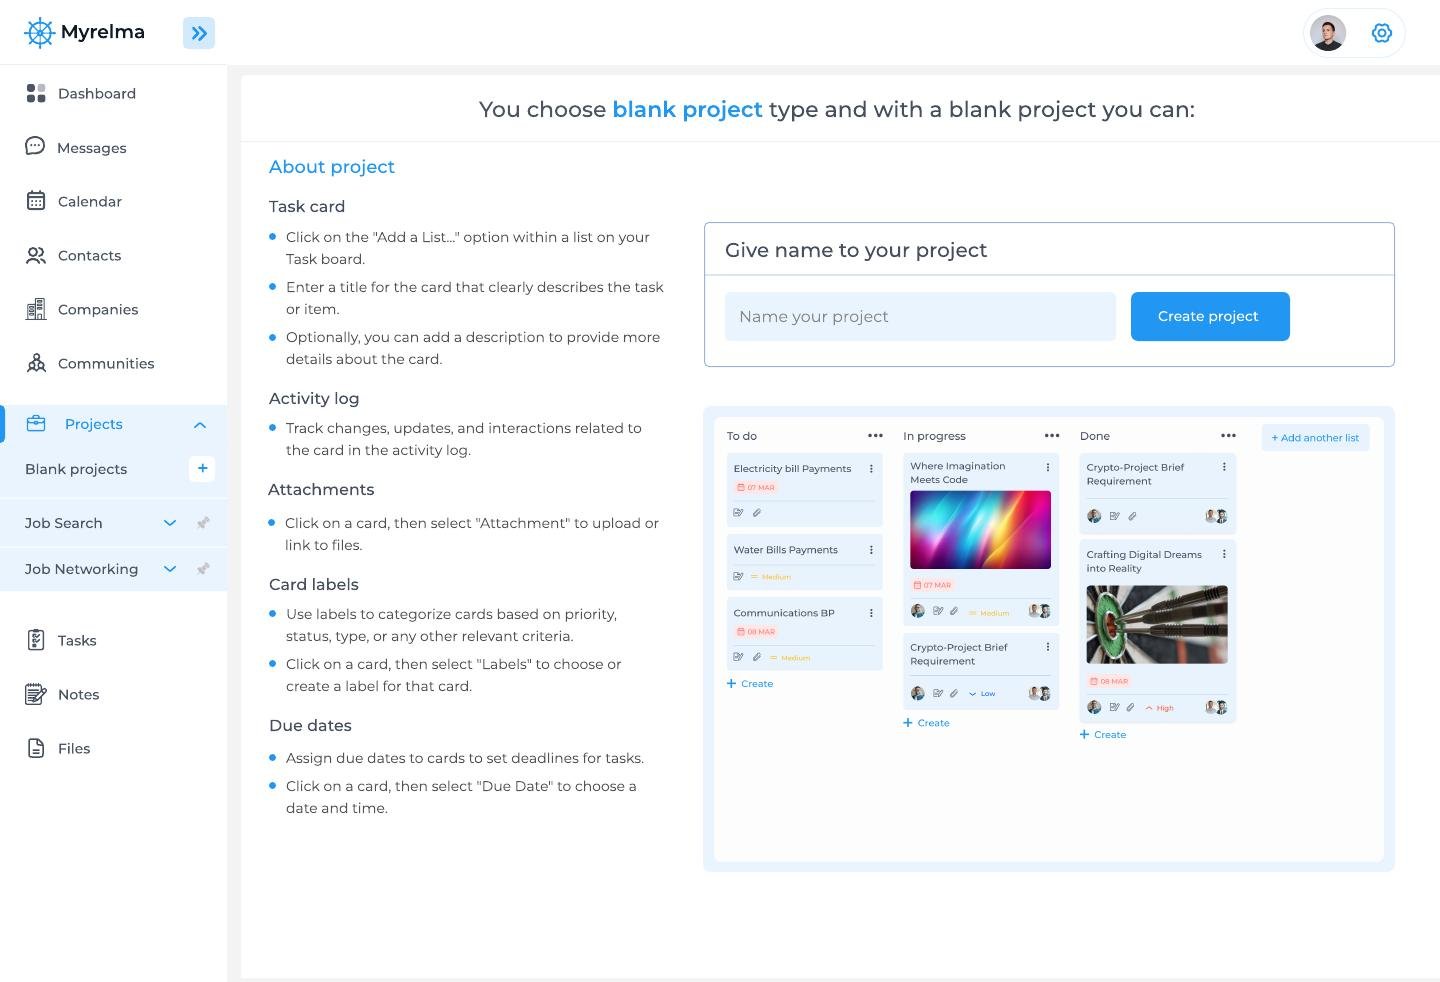 Myrelma
Dashboard
Messages
Calendar
Contacts
Companies
Communities
Projects
Blank projects
+
Job Search
Job Networking
Tasks
Notes
Files
You choose blank project type and with a blank project you can:
About project
Task card
Click on the "Add a List..." option within a list on your
Task board.
Enter a title for the card that clearly describes the task
or item.
Optionally, you can add a description to provide more
details about the card.
Activity log
Track changes, updates, and interactions related to
the card in the activity log.
Attachments
Click on a card, then select "Attachment" to upload or
link to files.
Card labels
Use labels to categorize cards based on priority,
status, type, or any other relevant criteria.
Click on a card, then select "Labels" to choose or
create a label for that card.
Due dates
Assign due dates to cards to set deadlines for tasks.
Click on a card, then select "Due Date" to choose a
date and time.
Give name to your project
Name your project
Create project
To do
Electricity bill Payments
07 MAR
Water Bills Payments
Medium
Communications BP
08 MAR
Medium
+ Create
In progress
Where Imagination
Meets Code
07 MAR
Medium
Crypto-Project Brief
Requirement
Low
+ Create
Done
Crypto-Project Brief
Requirement
Crafting Digital Dreams
into Reality
08 MAR
High
+ Create
+ Add another list